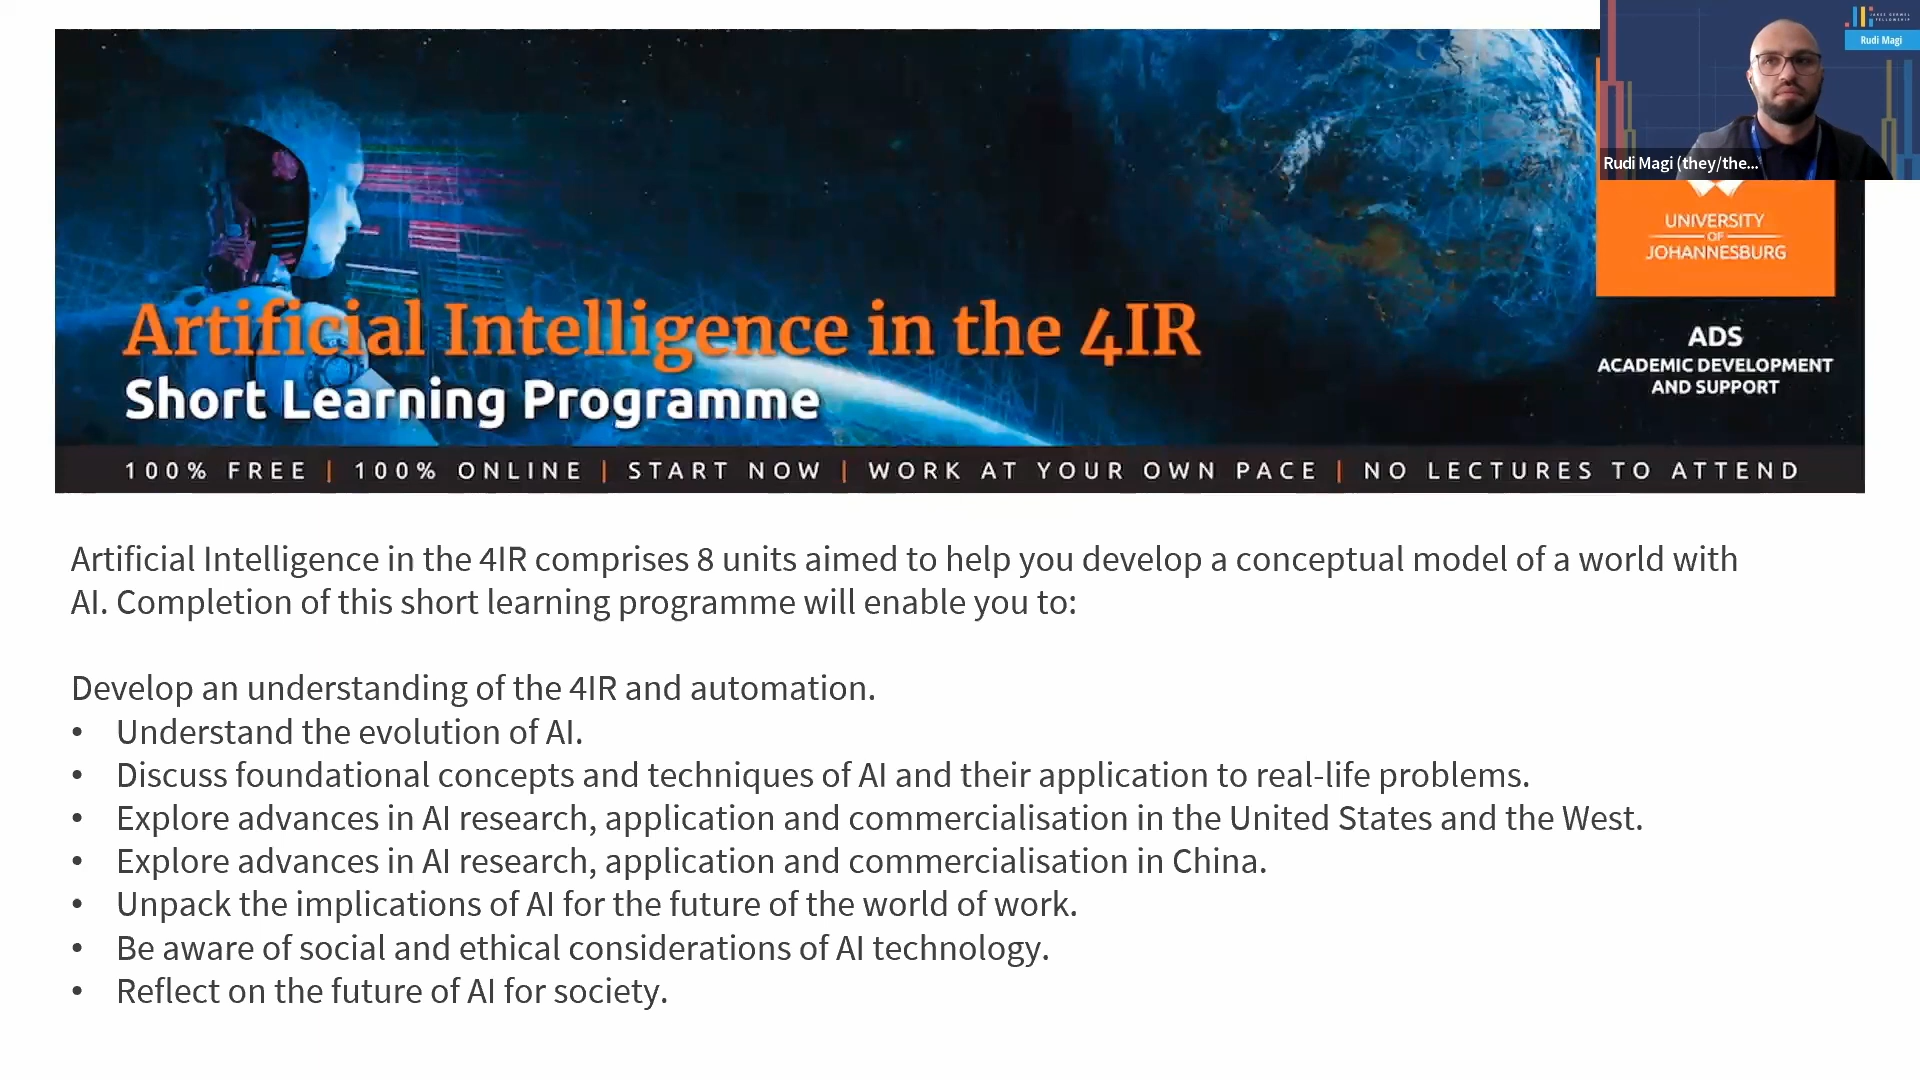 JAKES GERWEL
FELLOWSHIP
Rudi Magi
Rudi Magi (they/the...
UNIVERSITY
OF
JOHANNESBURG
ADS
ACADEMIC DEVELOPMENT
AND SUPPORT
Artificial Intelligence in the 4IR
Short Learning Programme
100% FREE | 100% ONLINE | START NOW | WORK AT YOUR OWN PACE | NO LECTURES TO ATTEND
Artificial Intelligence in the 4IR comprises 8 units aimed to help you develop a conceptual model of a world with
AI. Completion of this short learning programme will enable you to:
Develop an understanding of the 4IR and automation.
• Understand the evolution of AI.
• Discuss foundational concepts and techniques of AI and their application to real-life problems.
• Explore advances in AI research, application and commercialisation in the United States and the West.
• Explore advances in AI research, application and commercialisation in China.
• Unpack the implications of AI for the future of the world of work.
• Be aware of social and ethical considerations of AI technology.
• Reflect on the future of AI for society.